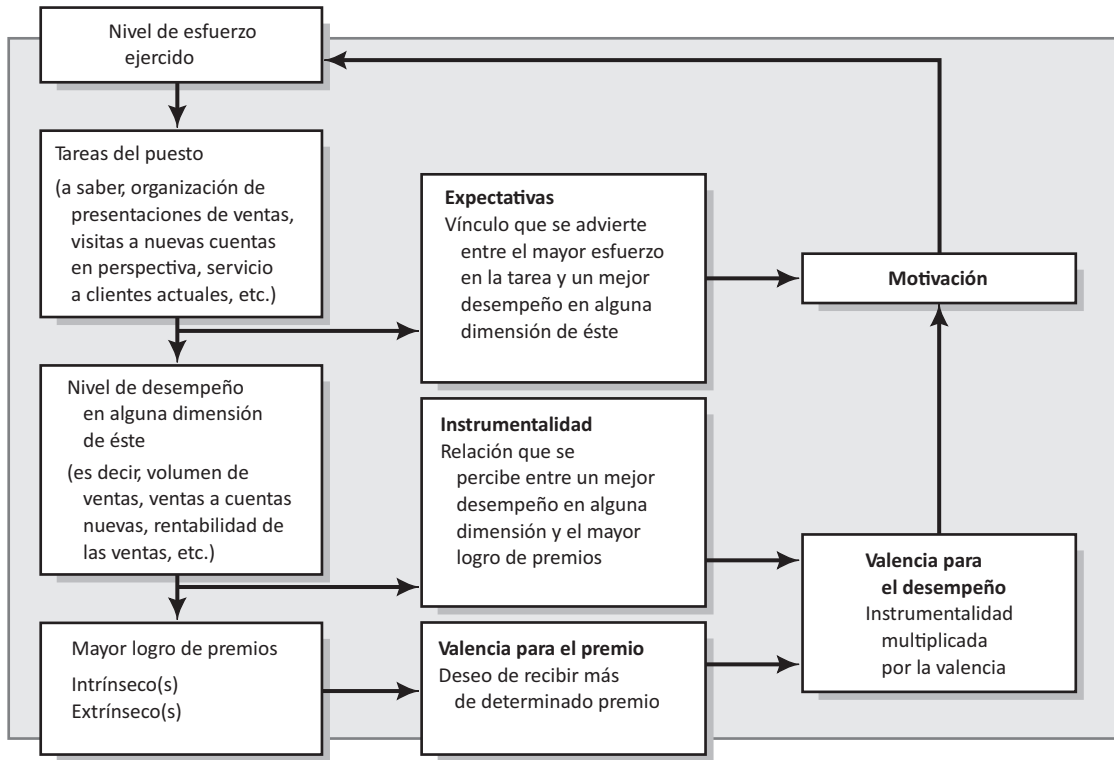 Nivel de esfuerzo
ejercido
Tareas del puesto
(a saber, organización de
presentaciones de ventas,
visitas a nuevas cuentas
en perspectiva, servicio
a clientes actuales, etc.)
Nivel de desempeño
en alguna dimensión
de éste
(es decir, volumen de
ventas, ventas a cuentas
nuevas, rentabilidad de
las ventas, etc.)
Mayor logro de premios
Intrínseco(s)
Extrínseco(s)
Expectativas
Vínculo que se advierte
entre el mayor esfuerzo
en la tarea y un mejor
desempeño en alguna
dimensión de éste
Instrumentalidad
Relación que se
percibe entre un mejor
desempeño en alguna
dimensión y el mayor
logro de premios
Valencia para el premio
Deseo de recibir más
de determinado premio
Motivación
Valencia para
el desempeño
Instrumentalidad
multiplicada
por la valencia